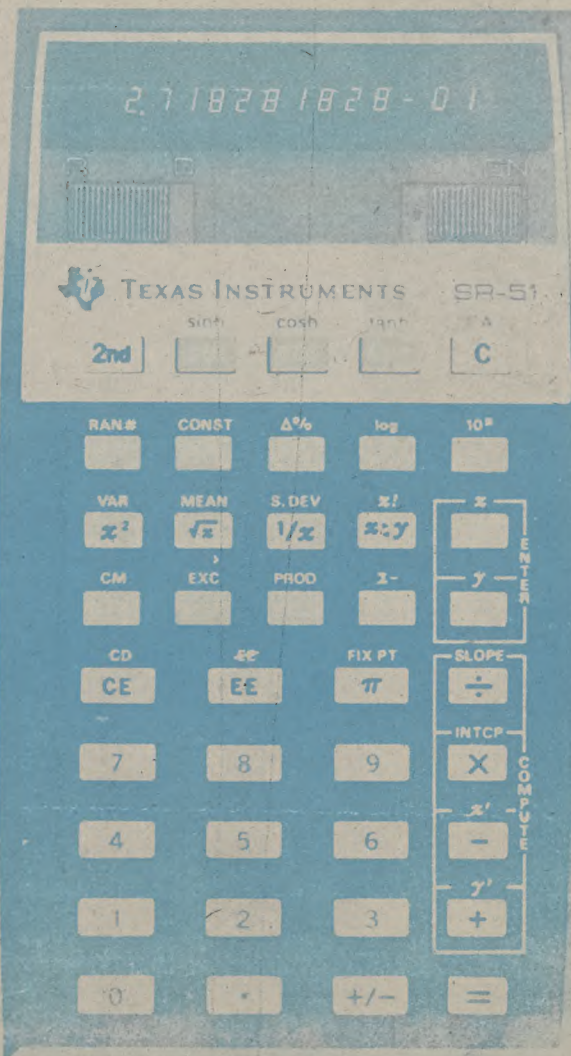 2.718281828-01
TEXAS INSTRUMENTS SR-51
sinh cosh tanh
2nd C
RAN# CONST Δ% log 10ˣ
VAR MEAN S.DEV x! x
x² √x 1/x x:y
ENTER
CM EXC PROD Σ- y
CD EE FIX PT SLOPE
CE EE π ÷
INTCP
7 8 9 X
COMPUTE
x'
4 5 6 −
y'
1 2 3 +
0 . +/− =